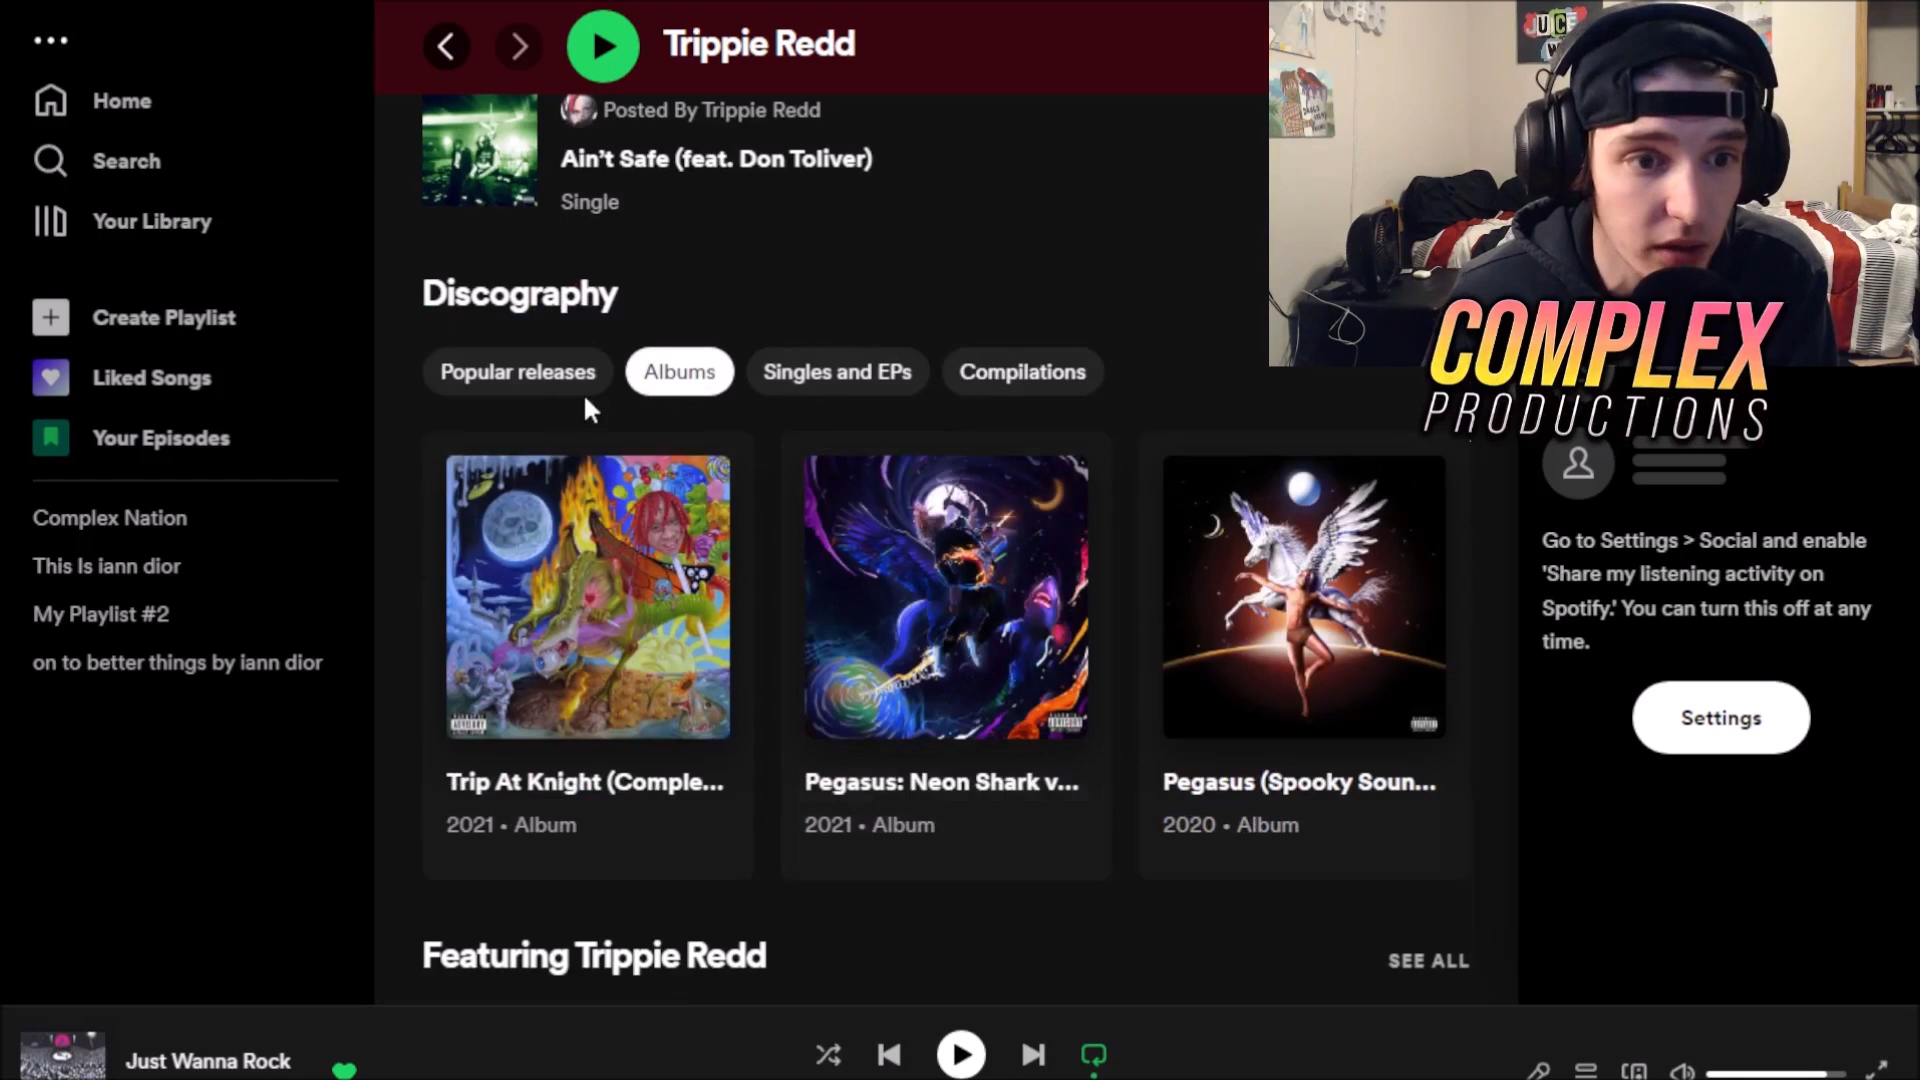 Trippie Redd
Home
Search
Your Library
Create Playlist
Liked Songs
Your Episodes
Complex Nation
This Is iann dior
My Playlist #2
on to better things by iann dior
Posted By Trippie Redd
Ain't Safe (feat. Don Toliver)
Single
Discography
Popular releases
Albums
Singles and EPs
Compilations
Trip At Knight (Comple...
2021 • Album
Pegasus: Neon Shark v...
2021 • Album
Pegasus (Spooky Soun...
2020 • Album
Featuring Trippie Redd
SEE ALL
JUICE
COMPLEX
PRODUCTIONS
Go to Settings > Social and enable
'Share my listening activity on
Spotify.' You can turn this off at any
time.
Settings
Just Wanna Rock